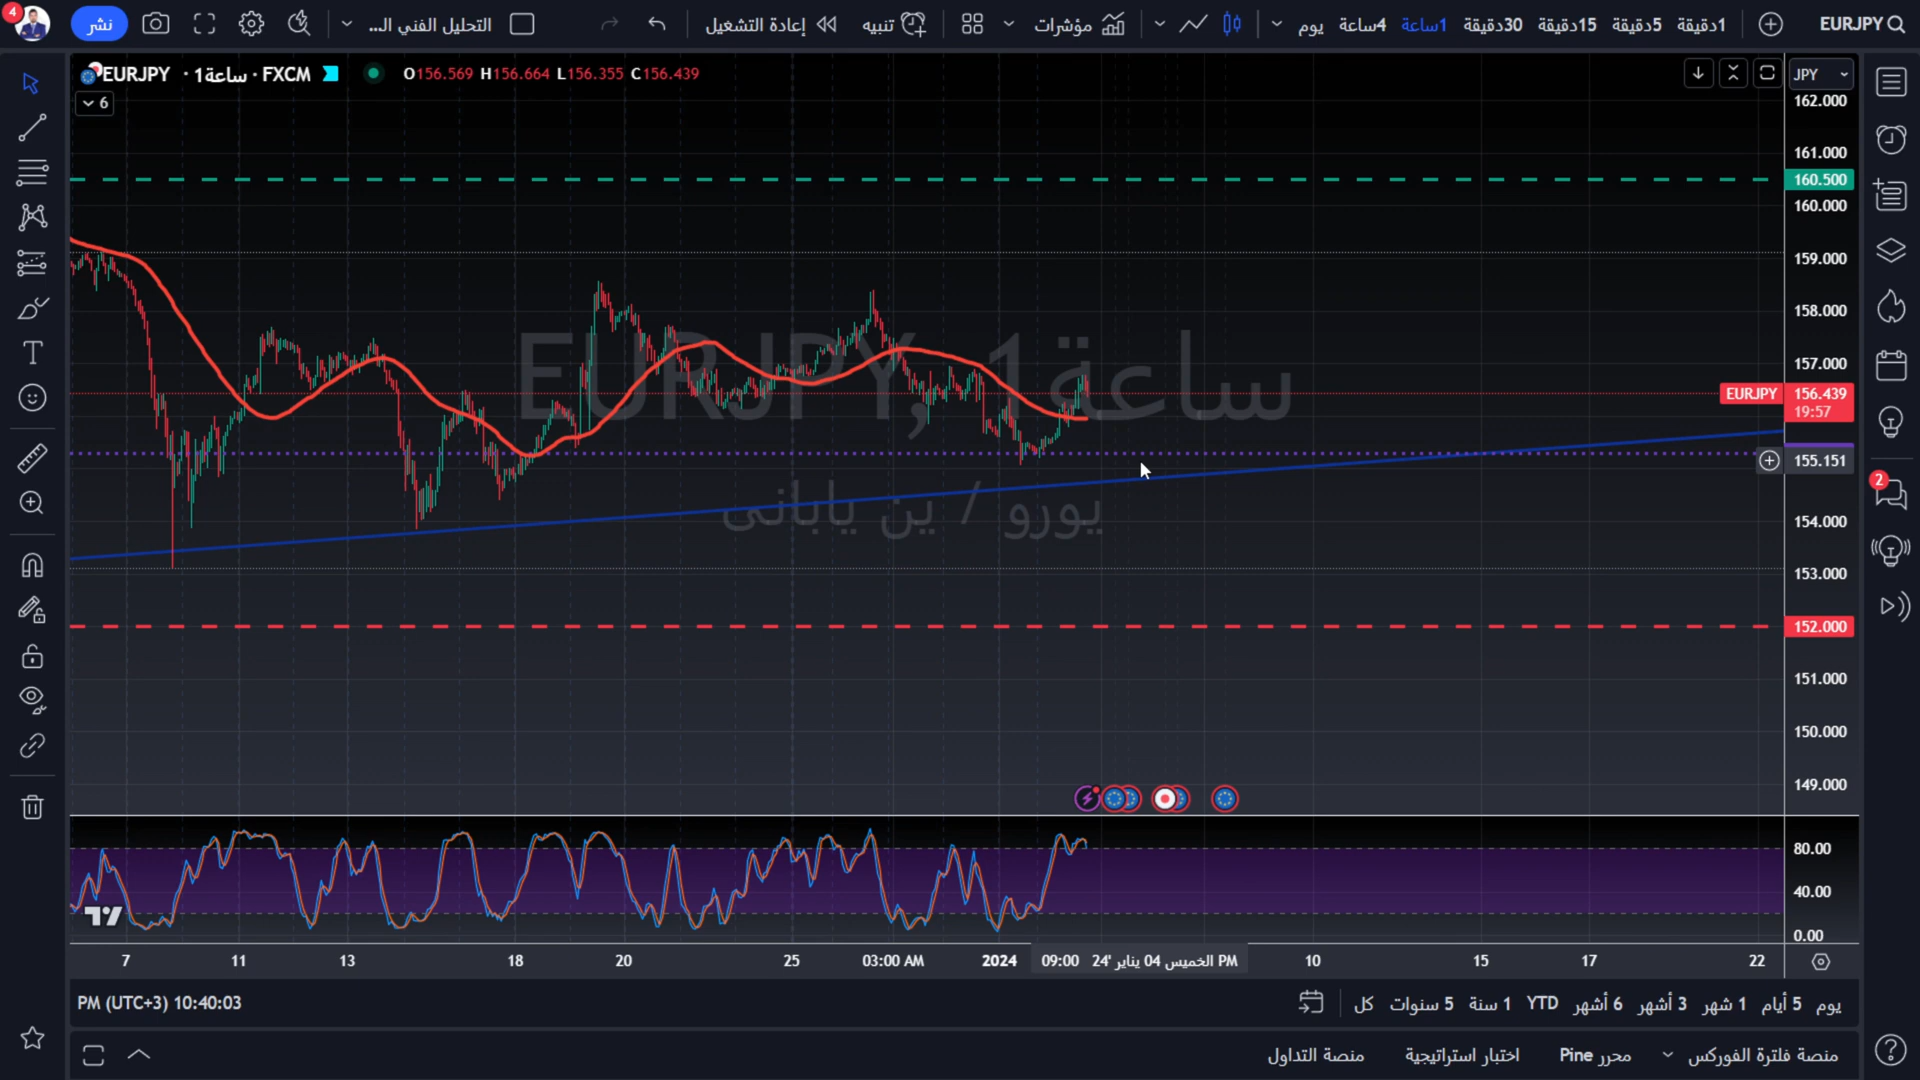 4
نشر
التحليل الفني الـ...
إعادة التشغيل
تنبيه
مؤشرات
يوم
4ساعة
1ساعة
30دقيقة
15دقيقة
5دقيقة
1دقيقة
EURJPY
EURJPY · 1ساعة · FXCM
O156.569 H156.664 L156.355 C156.439
6
JPY
162.000
161.000
160.500
160.000
159.000
158.000
157.000
EURJPY 156.439
19:57
155.151
154.000
153.000
152.000
151.000
150.000
149.000
EURJPY, 1ساعة
يورو / ين ياباني
2
80.00
40.00
0.00
7 11 13 18 20 25 03:00 AM 2024 09:00 PM الخميس 04 يناير '24 10 15 17 22
10:40:03 PM (UTC+3)
يوم 5 أيام 1 شهر 3 أشهر 6 أشهر YTD 1 سنة 5 سنوات كل
منصة فلترة الفوركس محرر Pine اختبار استراتيجية منصة التداول